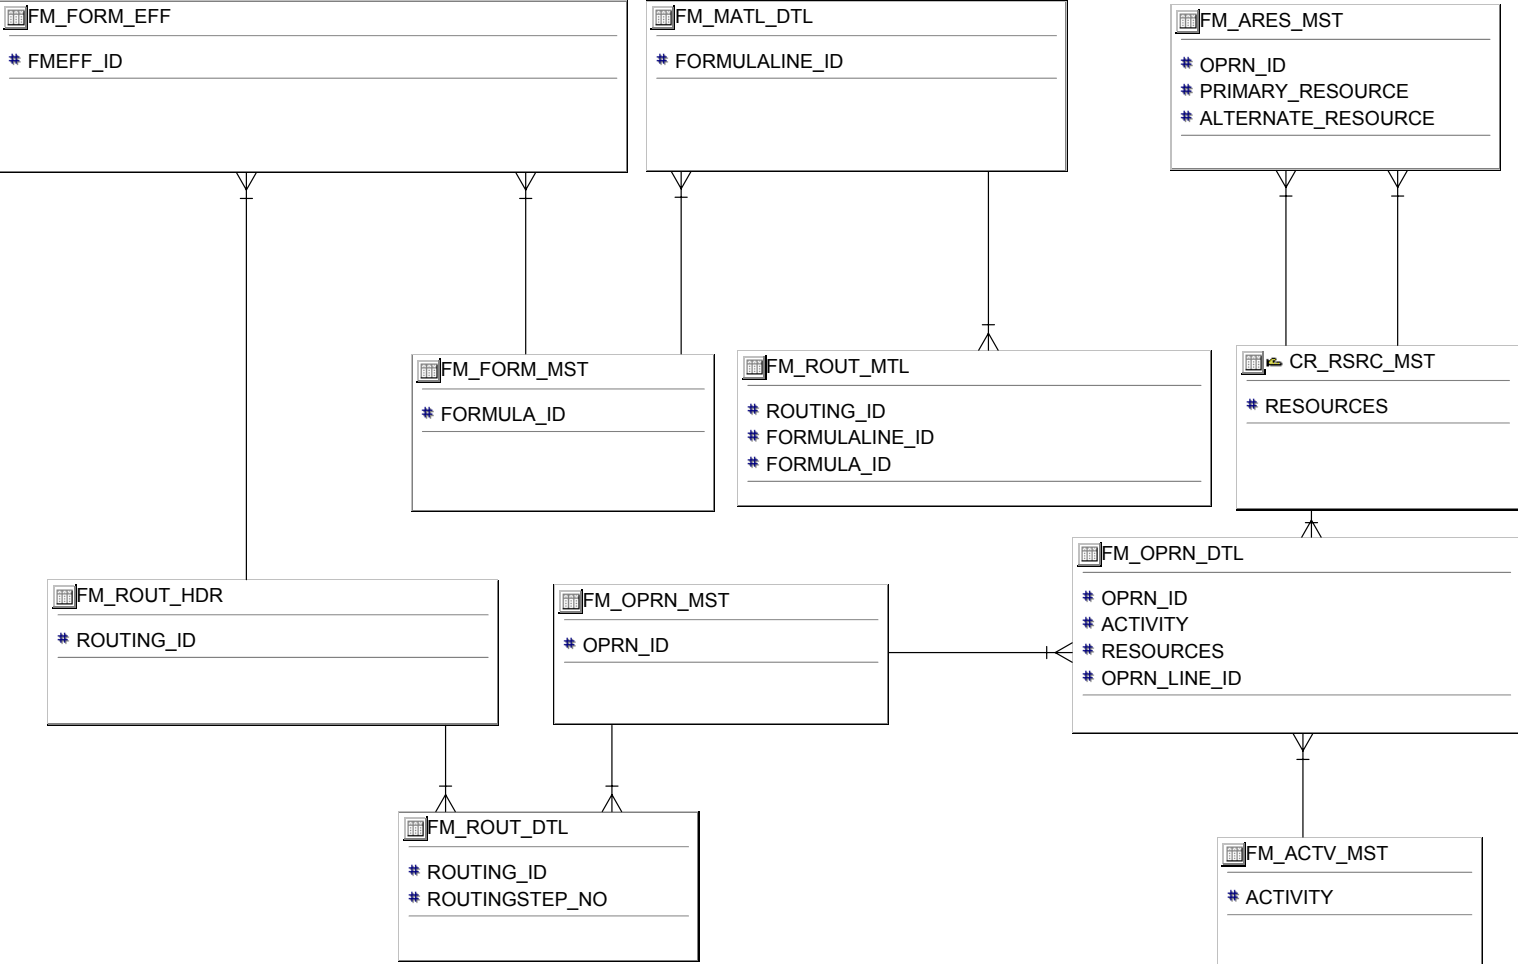 FM_FORM_EFF
# FMEFF_ID
FM_MATL_DTL
# FORMULALINE_ID
FM_ARES_MST
# OPRN_ID
# PRIMARY_RESOURCE
# ALTERNATE_RESOURCE
FM_FORM_MST
# FORMULA_ID
FM_ROUT_MTL
# ROUTING_ID
# FORMULALINE_ID
# FORMULA_ID
CR_RSRC_MST
# RESOURCES
FM_ROUT_HDR
# ROUTING_ID
FM_OPRN_MST
# OPRN_ID
FM_OPRN_DTL
# OPRN_ID
# ACTIVITY
# RESOURCES
# OPRN_LINE_ID
FM_ROUT_DTL
# ROUTING_ID
# ROUTINGSTEP_NO
FM_ACTV_MST
# ACTIVITY